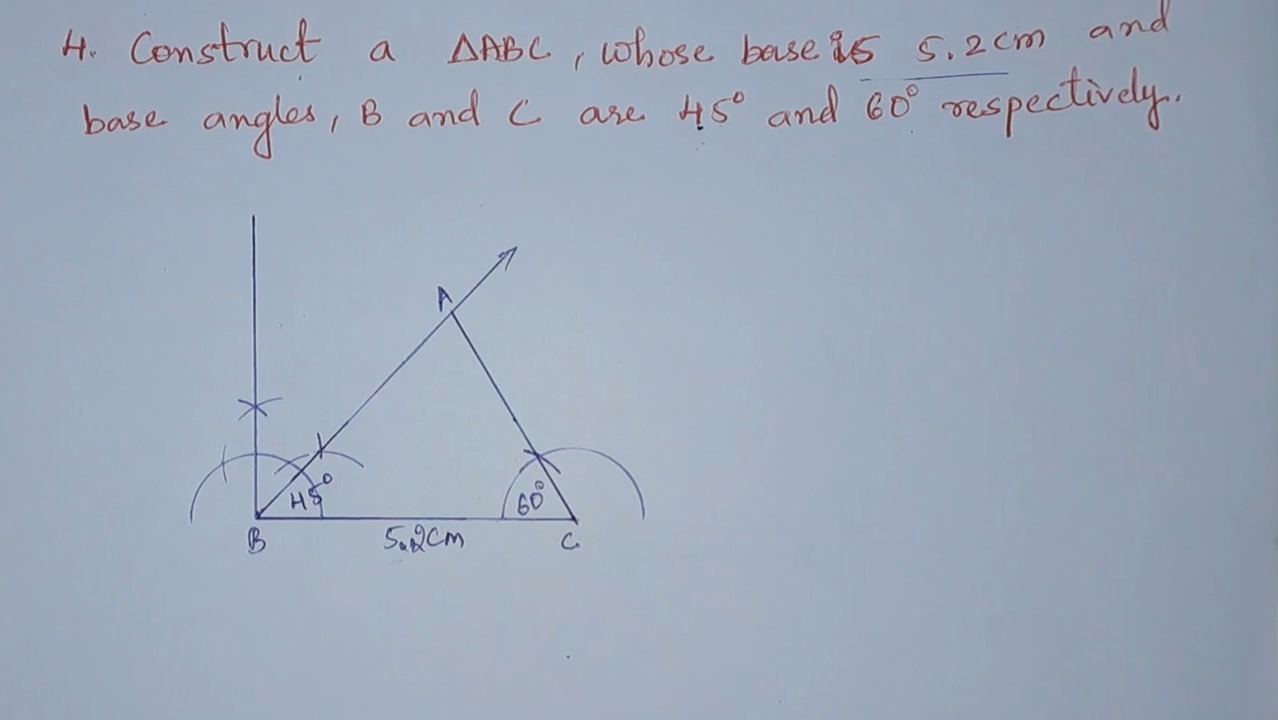 4. Construct a ΔABC, whose base is 5.2cm and
base angles, B and C are 45° and 60° respectively.
A
45°
60°
B
5.2cm
C